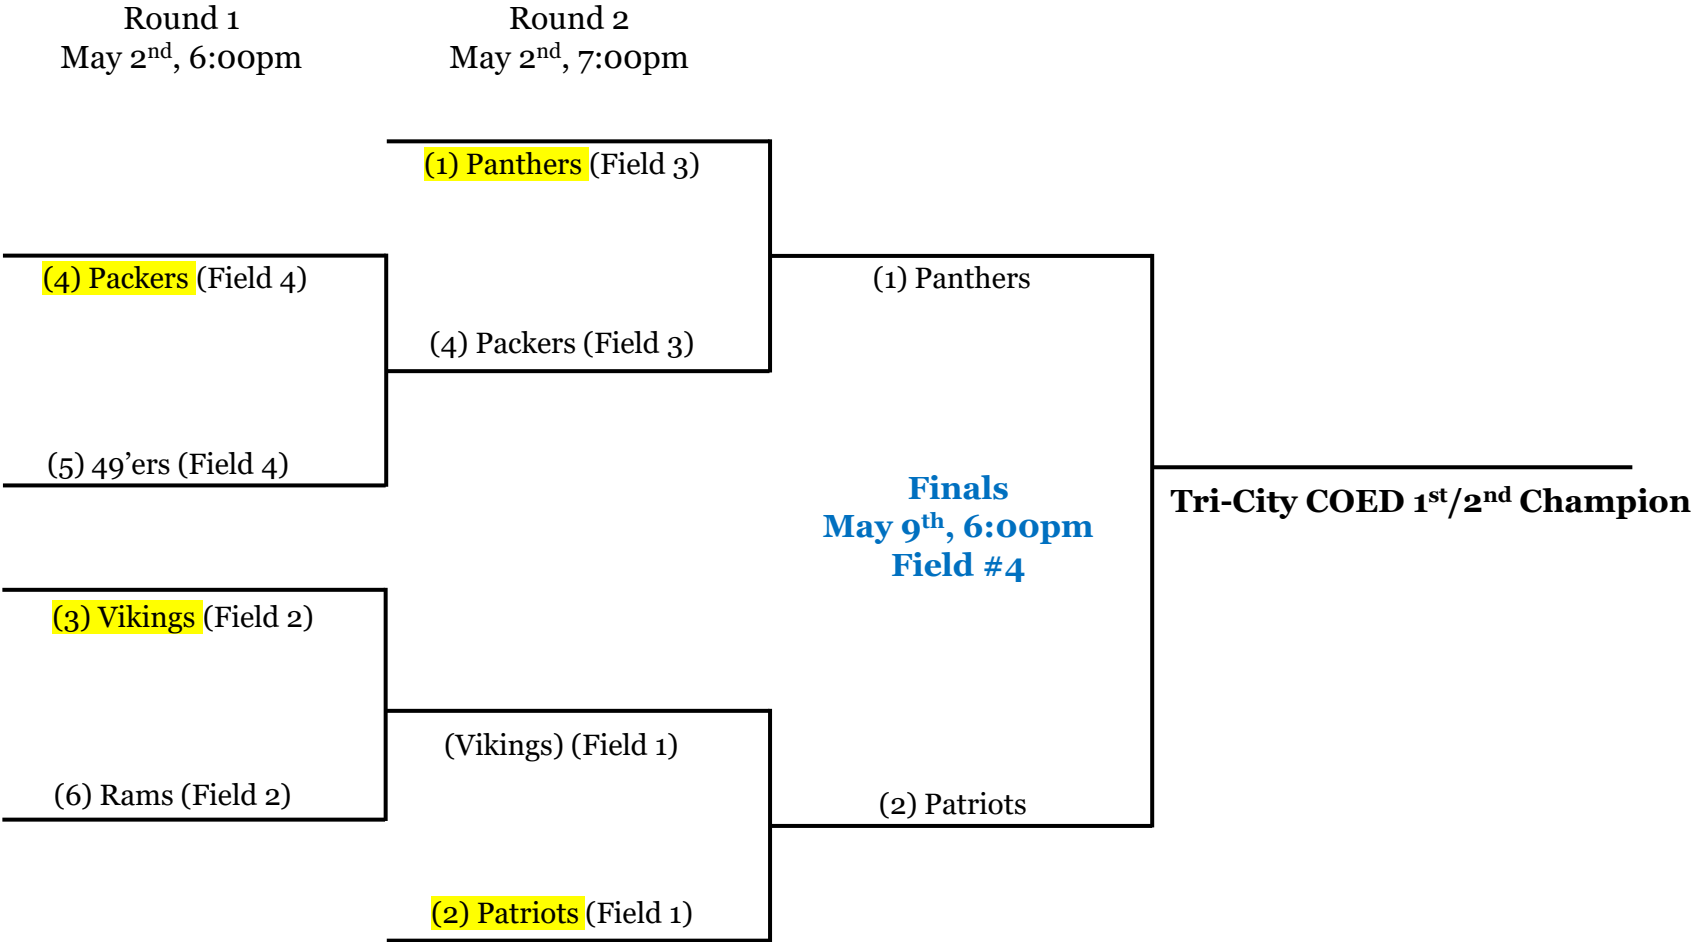 Round 1
May 2nd, 6:00pm
Round 2
May 2nd, 7:00pm
(1) Panthers (Field 3)
(4) Packers (Field 4)
(1) Panthers
(4) Packers (Field 3)
(5) 49’ers (Field 4)
Finals
May 9th, 6:00pm
Field #4
Tri-City COED 1st/2nd Champion
(3) Vikings (Field 2)
(Vikings) (Field 1)
(6) Rams (Field 2)
(2) Patriots
(2) Patriots (Field 1)